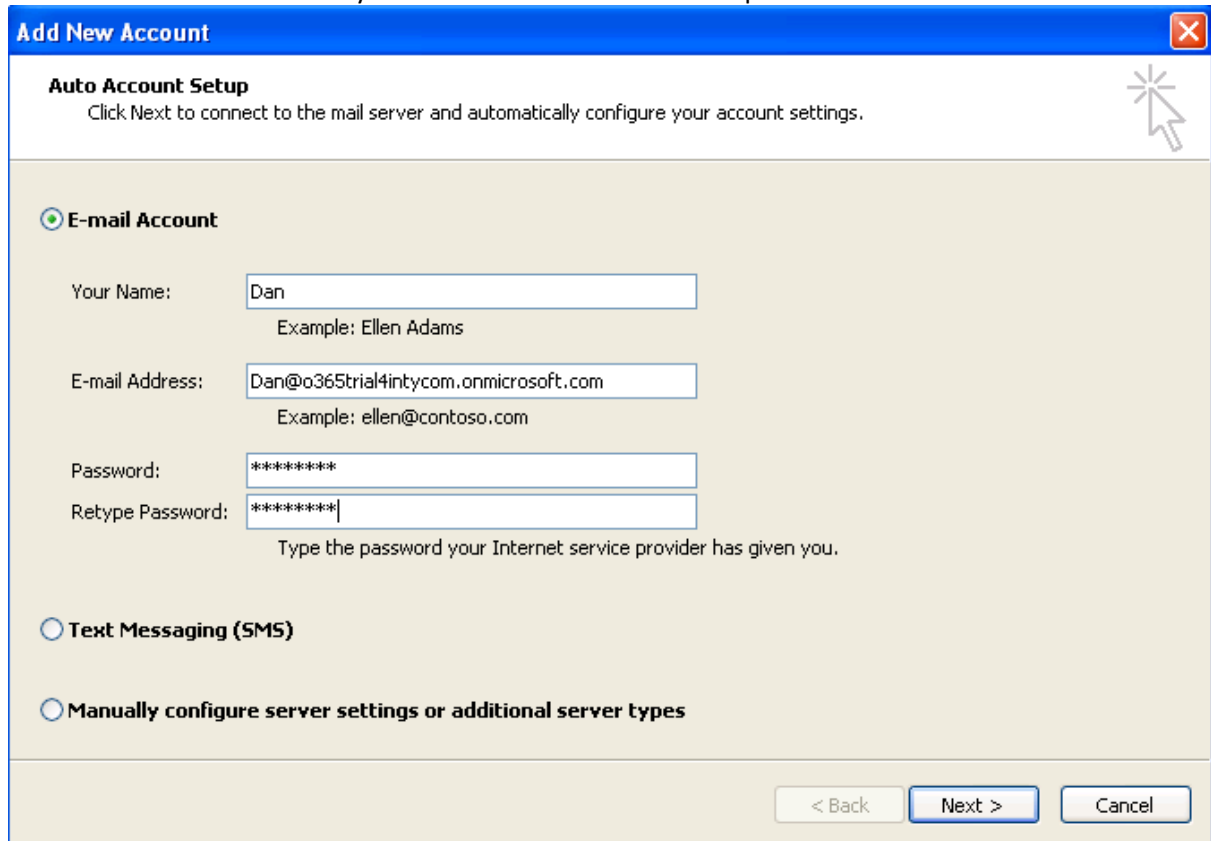 Add New Account
Auto Account Setup
Click Next to connect to the mail server and automatically configure your account settings.
E-mail Account
Your Name: Dan
Example: Ellen Adams
E-mail Address: Dan@o365trial4intycom.onmicrosoft.com
Example: ellen@contoso.com
Password: ********
Retype Password: ********
Type the password your Internet service provider has given you.
Text Messaging (SMS)
Manually configure server settings or additional server types
< Back Next > Cancel